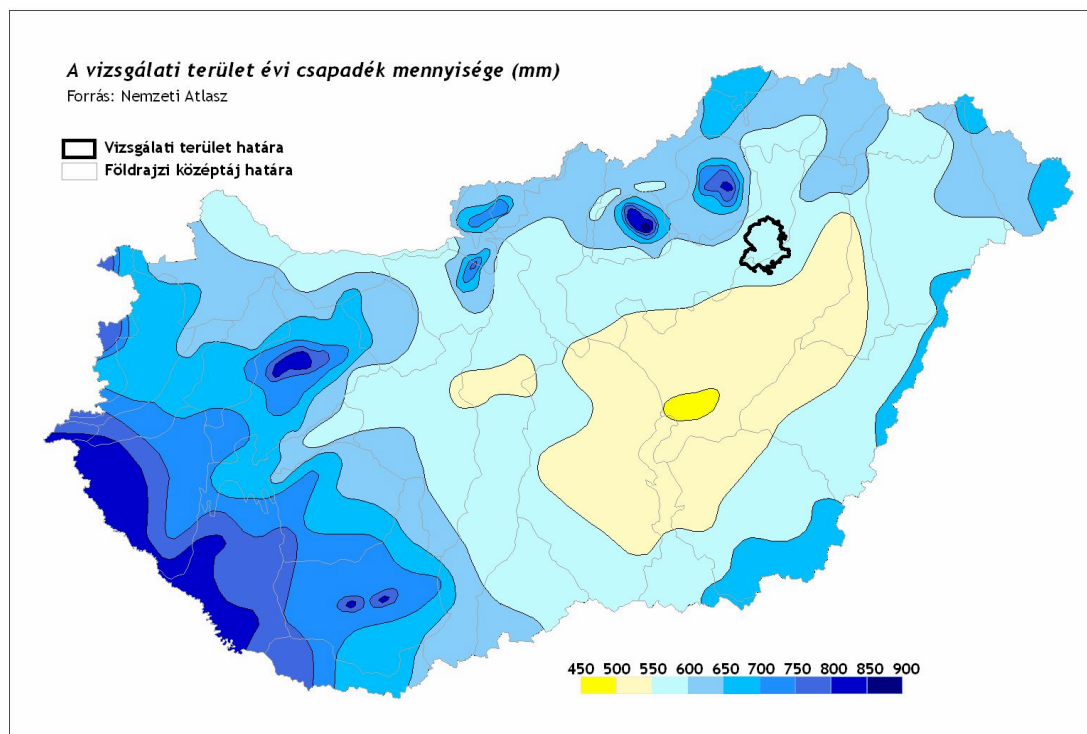 A vizsgálati terület évi csapadék mennyisége (mm)
Forrás: Nemzeti Atlasz
Vizsgálati terület határa
Földrajzi középtáj határa
450 500 550 600 650 700 750 800 850 900